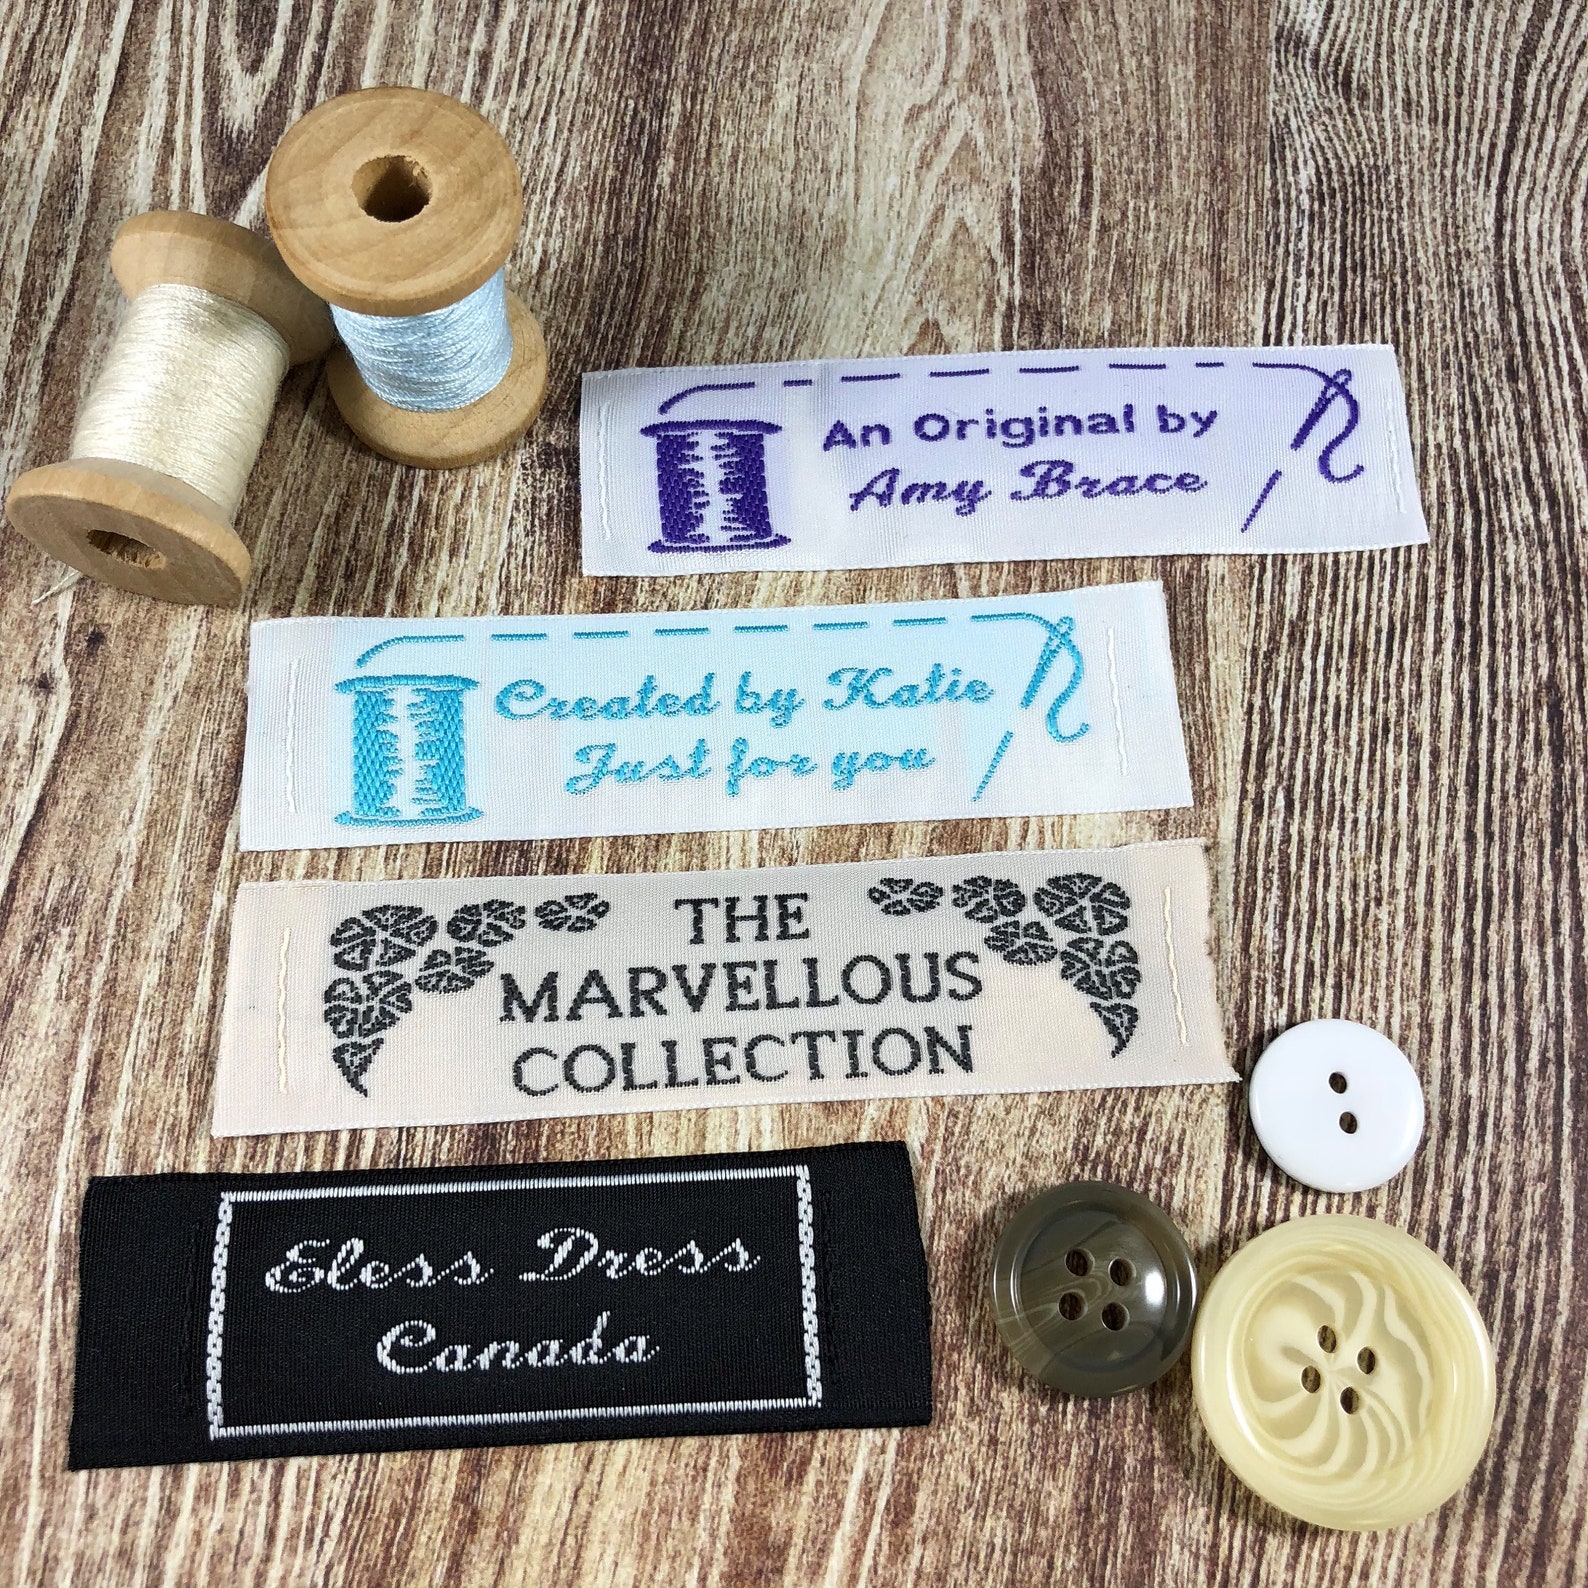 An Original by
Amy Brace
Created by Katie
Just for you
THE
MARVELLOUS
COLLECTION
Eless Dress
Canada